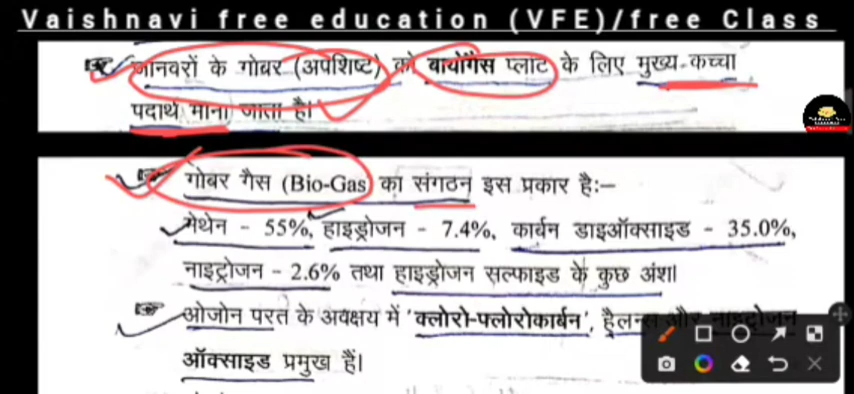 Vaishnavi free education (VFE)/free Class
जानवरों के गोबर (अपशिष्ट) को बायोगैस प्लांट के लिए मुख्य कच्चा
पदार्थ माना जाता है।
गोबर गैस (Bio-Gas) का संगठन इस प्रकार है:—
मेथेन - 55%, हाइड्रोजन - 7.4%, कार्बन डाइऑक्साइड - 35.0%,
नाइट्रोजन - 2.6% तथा हाइड्रोजन सल्फाइड के कुछ अंश।
ओजोन परत के अवक्षय में 'क्लोरो-फ्लोरोकार्बन', हैलन्स और नाइट्रोजन
ऑक्साइड प्रमुख हैं।